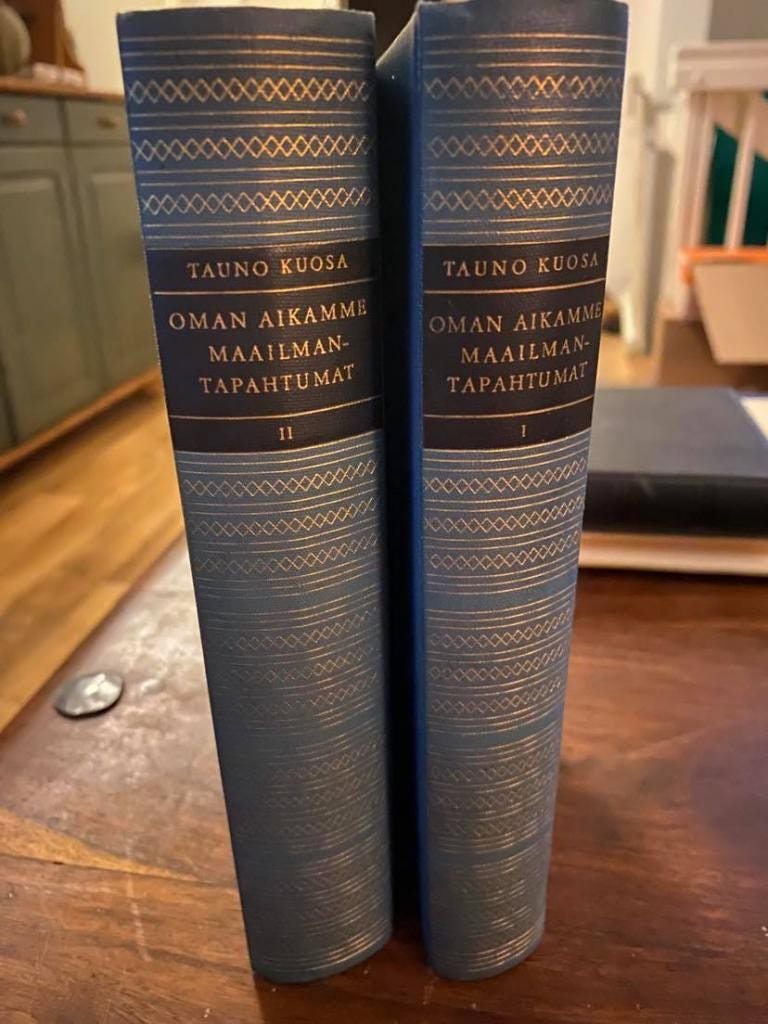 TAUNO KUOSA
OMAN AIKAMME
MAAILMAN-
TAPAHTUMAT
II
TAUNO KUOSA
OMAN AIKAMME
MAAILMAN-
TAPAHTUMAT
I